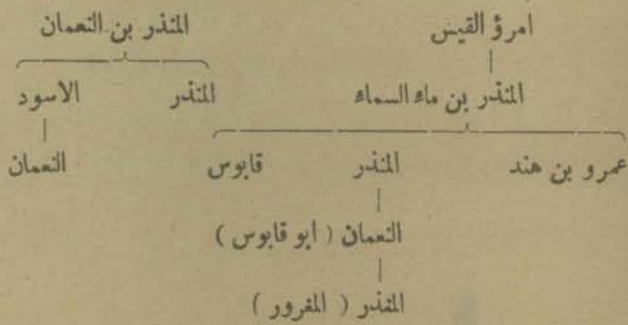 امرؤ القيس المنذر بن النعمان
المنذر بن ماء السماء المنذر الاسود
عمرو بن هند المنذر قابوس النعمان
النعمان ( ابو قابوس )
المنذر ( المغرور )